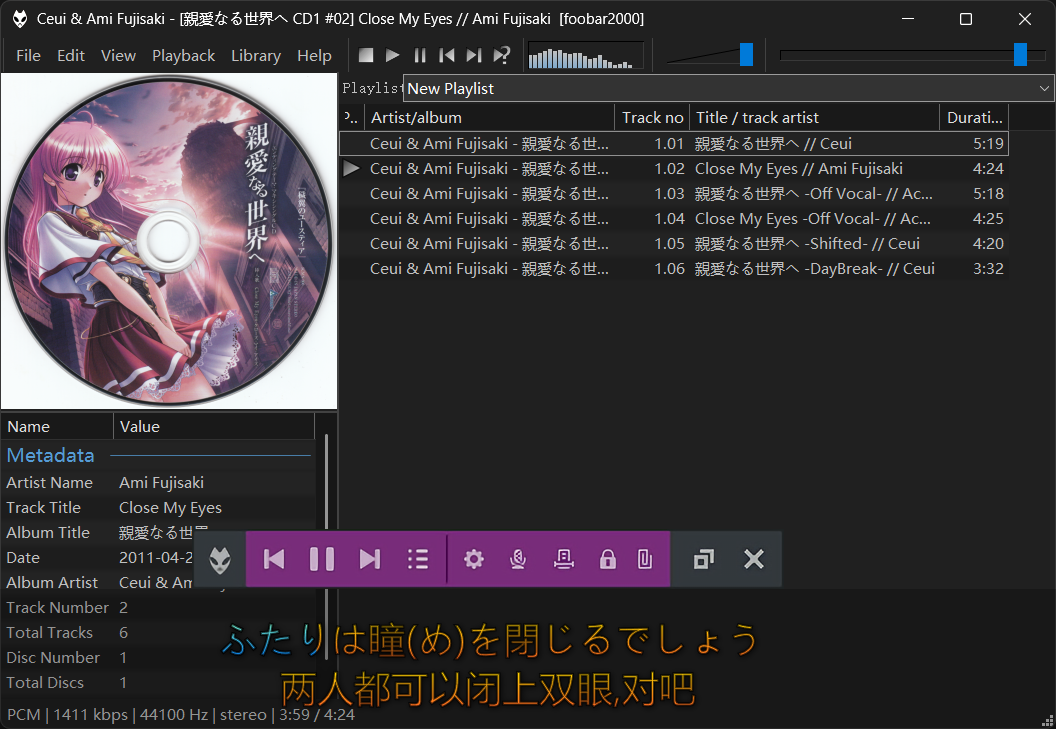 Ceui & Ami Fujisaki - [親愛なる世界へ CD1 #02] Close My Eyes // Ami Fujisaki [foobar2000]
File Edit View Playback Library Help
Playlist New Playlist
P.. Artist/album Track no Title / track artist Durati...
Ceui & Ami Fujisaki - 親愛なる世... 1.01 親愛なる世界へ // Ceui 5:19
Ceui & Ami Fujisaki - 親愛なる世... 1.02 Close My Eyes // Ami Fujisaki 4:24
Ceui & Ami Fujisaki - 親愛なる世... 1.03 親愛なる世界へ -Off Vocal- // Ac... 5:18
Ceui & Ami Fujisaki - 親愛なる世... 1.04 Close My Eyes -Off Vocal- // Ac... 4:25
Ceui & Ami Fujisaki - 親愛なる世... 1.05 親愛なる世界へ -Shifted- // Ceui 4:20
Ceui & Ami Fujisaki - 親愛なる世... 1.06 親愛なる世界へ -DayBreak- // Ceui 3:32
親愛なる世界へ
「穢翼のユースティア」
Name Value
Metadata
Artist Name Ami Fujisaki
Track Title Close My Eyes
Album Title 親愛なる世界
Date 2011-04-2
Album Artist Ceui & Am
Track Number 2
Total Tracks 6
Disc Number 1
Total Discs 1
ふたりは瞳(め)を閉じるでしょう
两人都可以闭上双眼,对吧
PCM | 1411 kbps | 44100 Hz | stereo | 3:59 / 4:24